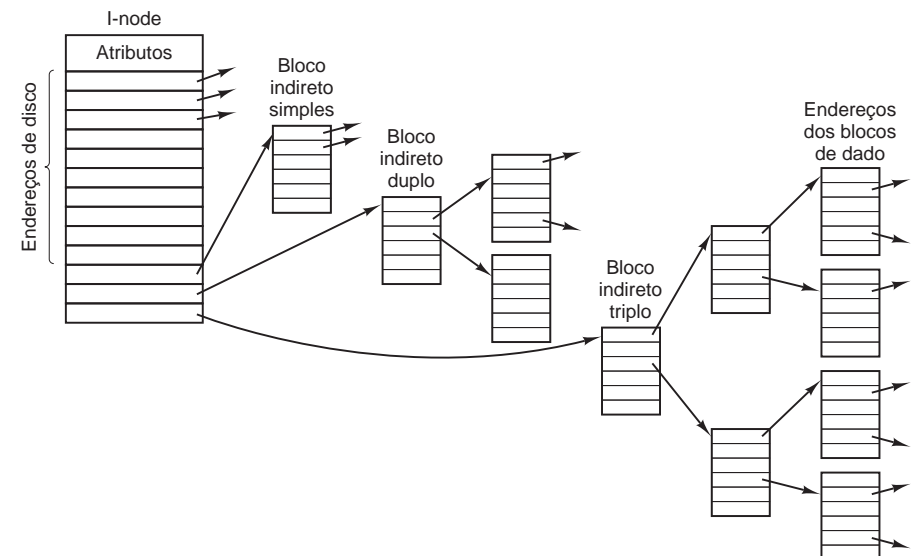 I-node
Atributos
Endereços de disco
Bloco
indireto
simples
Bloco
indireto
duplo
Bloco
indireto
triplo
Endereços
dos blocos
de dado